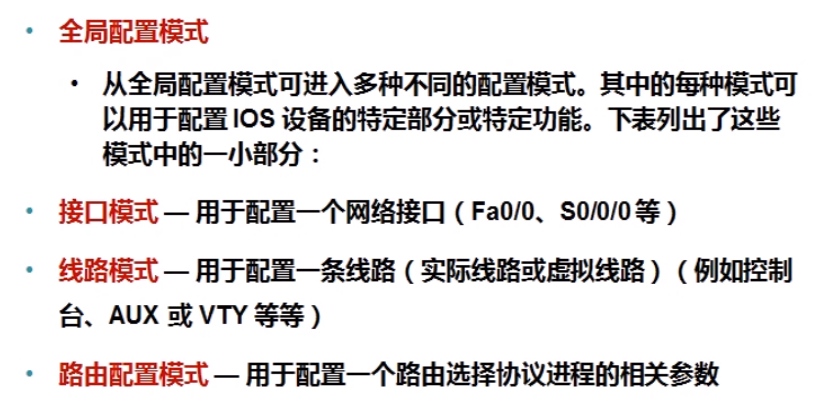 • 全局配置模式
• 从全局配置模式可进入多种不同的配置模式。其中的每种模式可
以用于配置 IOS 设备的特定部分或特定功能。下表列出了这些
模式中的一小部分：
• 接口模式 — 用于配置一个网络接口（Fa0/0、S0/0/0 等）
• 线路模式 — 用于配置一条线路（实际线路或虚拟线路）（例如控制
台、AUX 或 VTY 等等）
• 路由配置模式 — 用于配置一个路由选择协议进程的相关参数